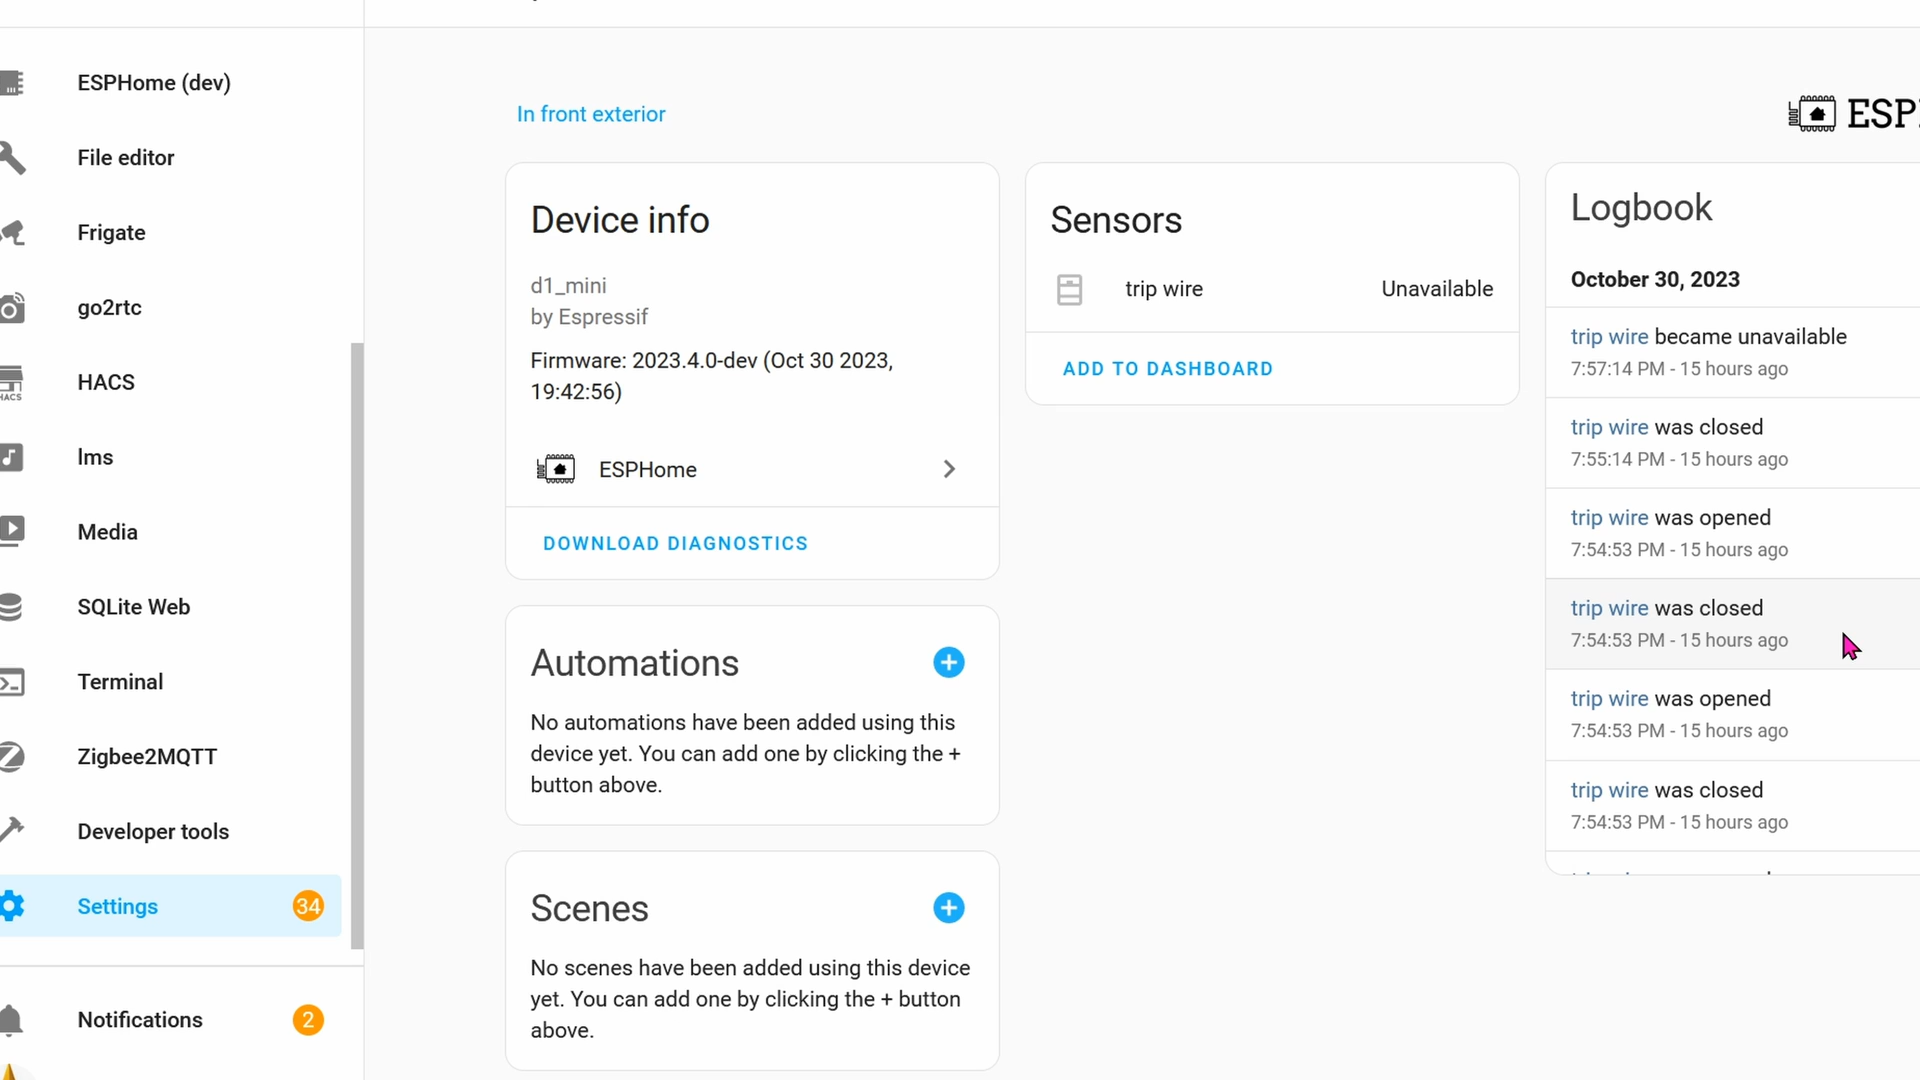 ESPHome (dev)
File editor
Frigate
go2rtc
HACS
HACS
lms
Media
SQLite Web
Terminal
Zigbee2MQTT
Developer tools
Settings 34
Notifications 2
In front exterior
Device info
d1_mini
by Espressif
Firmware: 2023.4.0-dev (Oct 30 2023,
19:42:56)
ESPHome
DOWNLOAD DIAGNOSTICS
Automations
No automations have been added using this
device yet. You can add one by clicking the +
button above.
Scenes
No scenes have been added using this device
yet. You can add one by clicking the + button
above.
Sensors
trip wire Unavailable
ADD TO DASHBOARD
ESP
Logbook
October 30, 2023
trip wire became unavailable
7:57:14 PM - 15 hours ago
trip wire was closed
7:55:14 PM - 15 hours ago
trip wire was opened
7:54:53 PM - 15 hours ago
trip wire was closed
7:54:53 PM - 15 hours ago
trip wire was opened
7:54:53 PM - 15 hours ago
trip wire was closed
7:54:53 PM - 15 hours ago